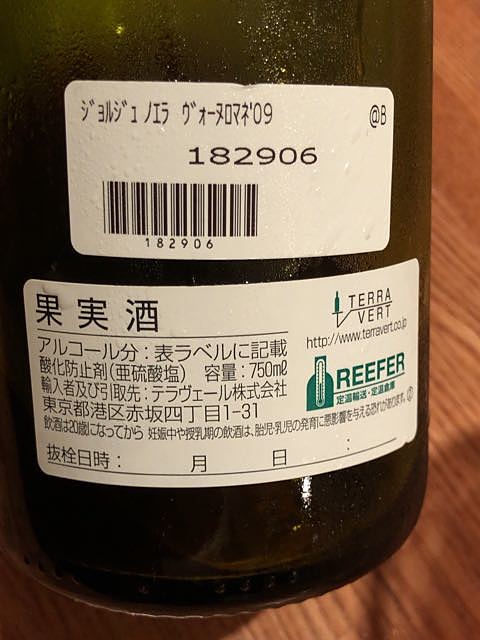 ｼﾞｮﾙｼﾞｪ ﾉｴﾗ ｳﾞｫｰﾇﾛﾏﾈ'09
@B
182906
182906
果実酒
TERRA
VERT
http://www.terravert.co.jp
アルコール分：表ラベルに記載
酸化防止剤(亜硫酸塩) 容量：750mℓ
輸入者及び引取先：テラヴェール株式会社
東京都港区赤坂四丁目1-31
REEFER
定温輸送・定温倉庫
飲酒は20歳になってから 妊娠中や授乳期の飲酒は、胎児・乳児の発育に悪影響を与える恐れがあります。
抜栓日時： 月 日 :